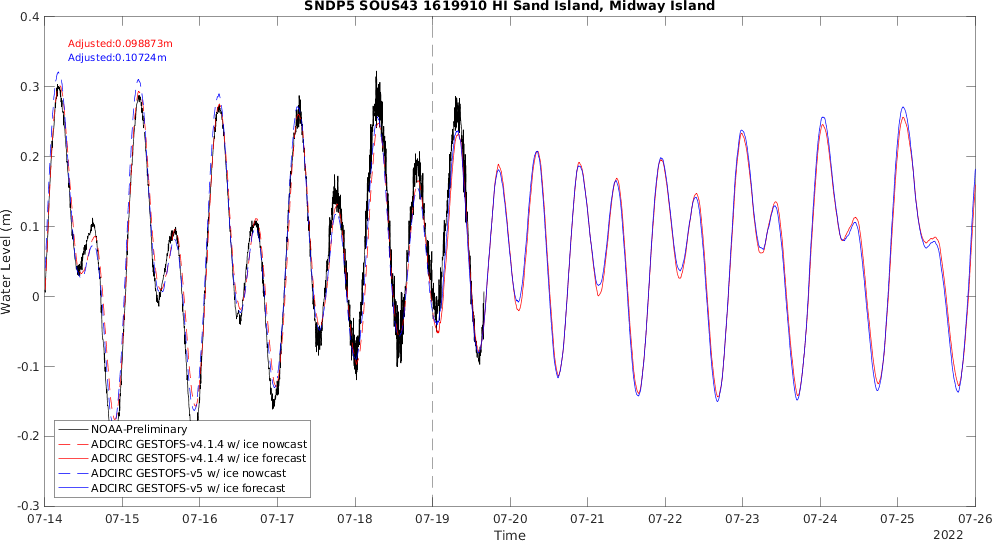 SNDP5 SOUS43 1619910 HI Sand Island, Midway Island
0.4
Adjusted:0.098873m
Adjusted:0.10724m
0.3
0.2
0.1
0
-0.1
-0.2
-0.3
Water Level (m)
NOAA-Preliminary
ADCIRC GESTOFS-v4.1.4 w/ ice nowcast
ADCIRC GESTOFS-v4.1.4 w/ ice forecast
ADCIRC GESTOFS-v5 w/ ice nowcast
ADCIRC GESTOFS-v5 w/ ice forecast
07-14 07-15 07-16 07-17 07-18 07-19 07-20 07-21 07-22 07-23 07-24 07-25 07-26
Time
2022